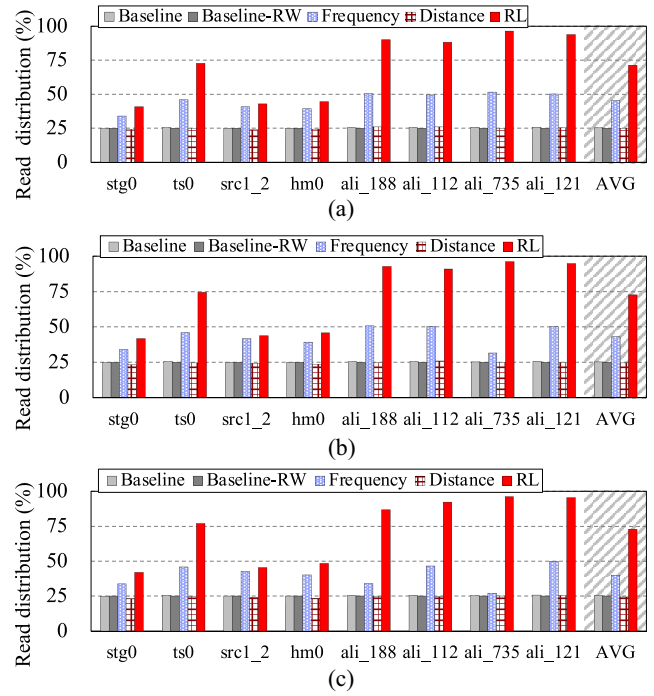 (a)
Baseline Baseline-RW Frequency Distance RL
Read distribution (%)
100
75
50
25
0
stg0 ts0 src1_2 hm0 ali_188 ali_112 ali_735 ali_121 AVG
(a)
Baseline Baseline-RW Frequency Distance RL
Read distribution (%)
100
75
50
25
0
stg0 ts0 src1_2 hm0 ali_188 ali_112 ali_735 ali_121 AVG
(b)
Baseline Baseline-RW Frequency Distance RL
Read distribution (%)
100
75
50
25
0
stg0 ts0 src1_2 hm0 ali_188 ali_112 ali_735 ali_121 AVG
(c)